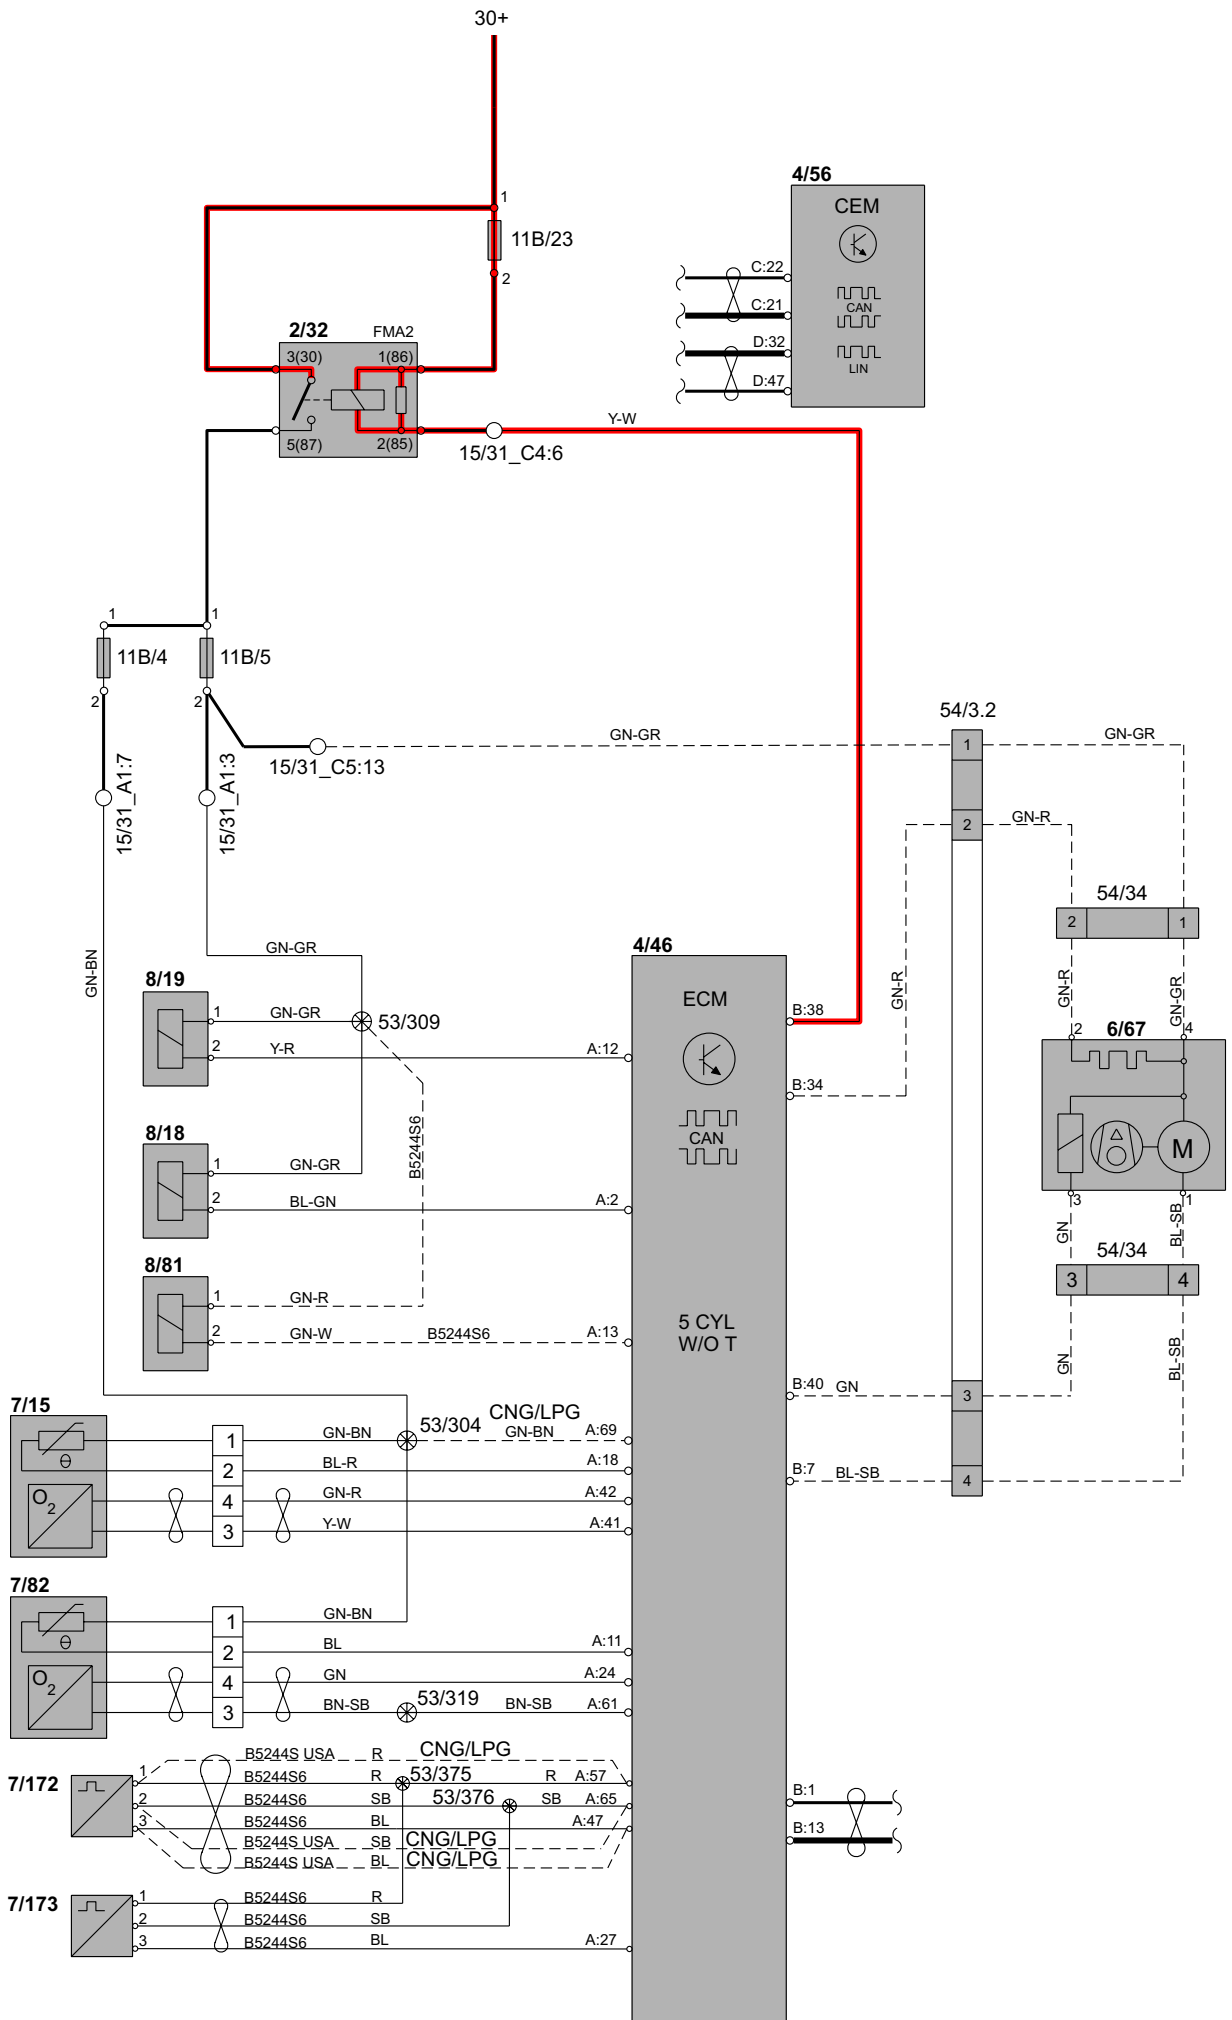 30+
4/56
CEM
1
11B/23
C:22
2
C:21
CAN
2/32
FMA2
D:32
3(30)
1(86)
LIN
D:47
Y-W
5(87)
2(85)
15/31_C4:6
1
1
11B/4
11B/5
2
2
54/3.2
GN-GR
1
GN-GR
15/31_C5:13
15/31_A1:7
15/31_A1:3
2
GN-R
54/34
2
1
GN-GR
4/46
GN-BN
8/19
ECM
GN-R
GN-R
GN-GR
1
GN-GR
53/309
B:38
2
6/67
4
2
Y-R
A:12
B:34
8/18
B5244S6
CAN
M
1
GN-GR
2
BL-GN
A:2
3
1
GN
BL-SB
8/81
54/34
3
4
1
GN-R
5 CYL
W/O T
2
GN-W
B5244S6
A:13
GN
BL-SB
B:40
GN
3
7/15
CNG/LPG
53/304
1
GN-BN
GN-BN
A:69
Θ
2
BL-R
A:18
B:7
BL-SB
4
O2
4
GN-R
A:42
3
Y-W
A:41
7/82
1
GN-BN
Θ
2
BL
A:11
O2
4
GN
A:24
3
BN-SB
53/319
BN-SB
A:61
B5244S USA
R
CNG/LPG
7/172
1
B5244S6
R
53/375
R
A:57
2
B5244S6
SB
53/376
SB
A:65
B:1
3
B5244S6
BL
A:47
B5244S USA
SB
CNG/LPG
B:13
B5244S USA
BL
CNG/LPG
7/173
1
B5244S6
R
2
B5244S6
SB
3
B5244S6
BL
A:27